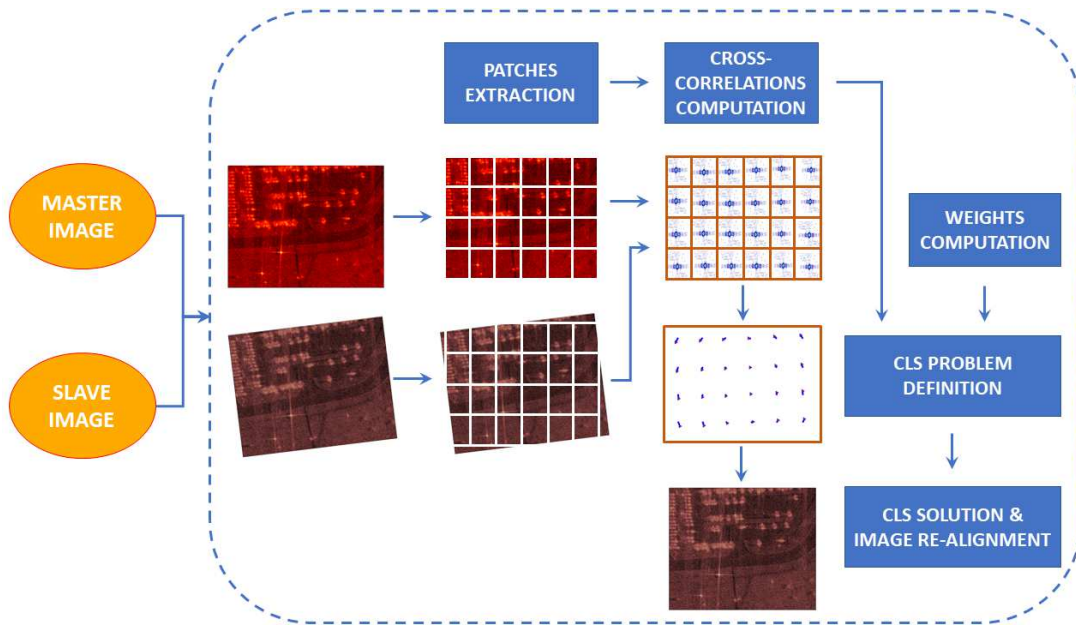 PATCHES
EXTRACTION
CROSS-
CORRELATIONS
COMPUTATION
MASTER
IMAGE
WEIGHTS
COMPUTATION
SLAVE
IMAGE
CLS PROBLEM
DEFINITION
CLS SOLUTION &
IMAGE RE-ALIGNMENT